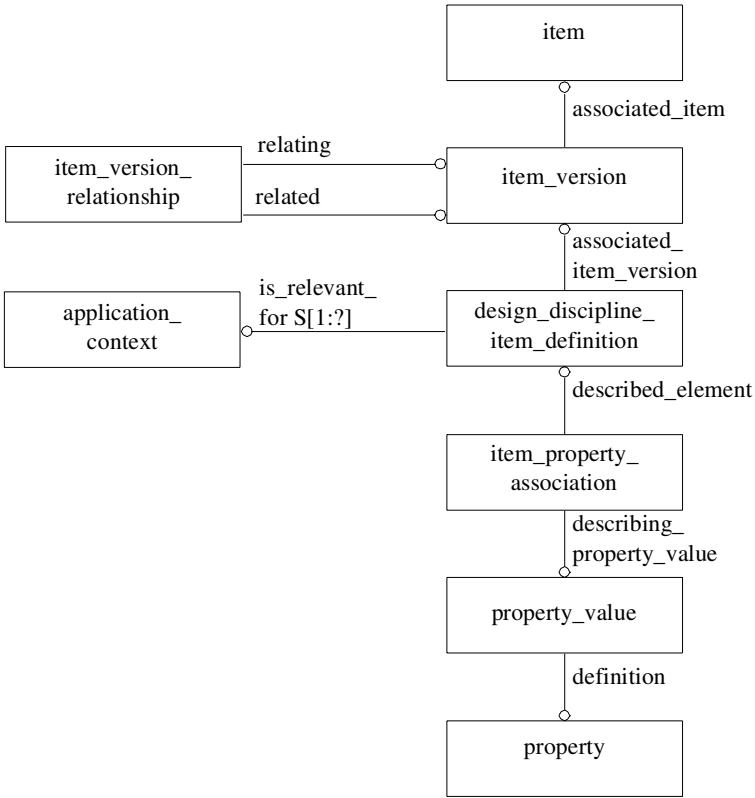 item
associated_item
relating
item_version_
relationship
item_version
related
associated_
item_version
is_relevant_
for S[1:?]
application_
context
design_discipline_
item_definition
described_element
item_property_
association
describing_
property_value
property_value
definition
property